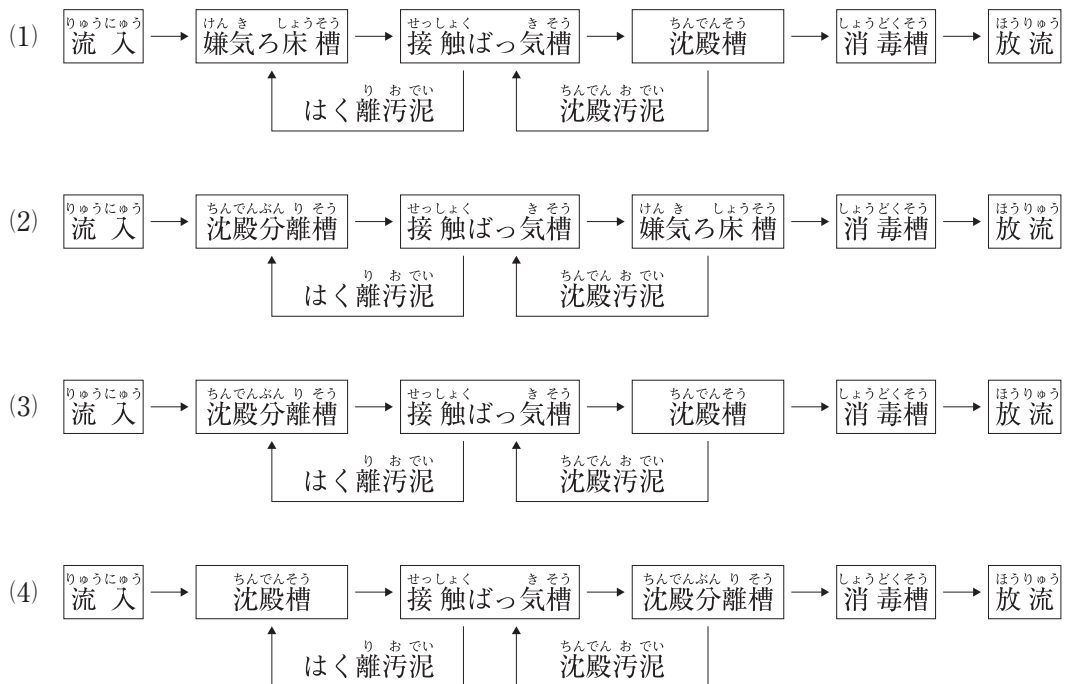 (1) 流入 嫌気ろ床槽 接触ばっ気槽 沈殿槽 消毒槽 放流
りゅうにゅう けんき しょうそう せっしょく きそう ちんでんそう しょうどくそう ほうりゅう
はく離汚泥 沈殿汚泥
り おでい ちんでんおでい
(2) 流入 沈殿分離槽 接触ばっ気槽 嫌気ろ床槽 消毒槽 放流
りゅうにゅう ちんでんぶんりそう せっしょく きそう けんき しょうそう しょうどくそう ほうりゅう
はく離汚泥 沈殿汚泥
り おでい ちんでんおでい
(3) 流入 沈殿分離槽 接触ばっ気槽 沈殿槽 消毒槽 放流
りゅうにゅう ちんでんぶんりそう せっしょく きそう ちんでんそう しょうどくそう ほうりゅう
はく離汚泥 沈殿汚泥
り おでい ちんでんおでい
(4) 流入 沈殿槽 接触ばっ気槽 沈殿分離槽 消毒槽 放流
りゅうにゅう ちんでんそう せっしょく きそう ちんでんぶんりそう しょうどくそう ほうりゅう
はく離汚泥 沈殿汚泥
り おでい ちんでんおでい